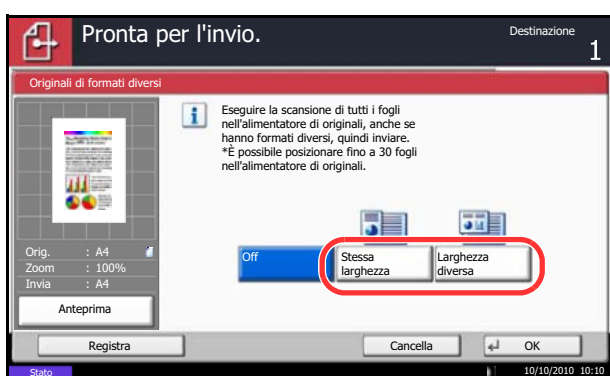 Pronta per l'invio.
Destinazione
1
Originali di formati diversi
Eseguire la scansione di tutti i fogli
nell'alimentatore di originali, anche se
hanno formati diversi, quindi inviare.
*È possibile posizionare fino a 30 fogli
nell'alimentatore di originali.
Orig. : A4
Zoom : 100%
Invia : A4
Off
Stessa
larghezza
Larghezza
diversa
Anteprima
Registra
Cancella
OK
Stato
10/10/2010 10:10